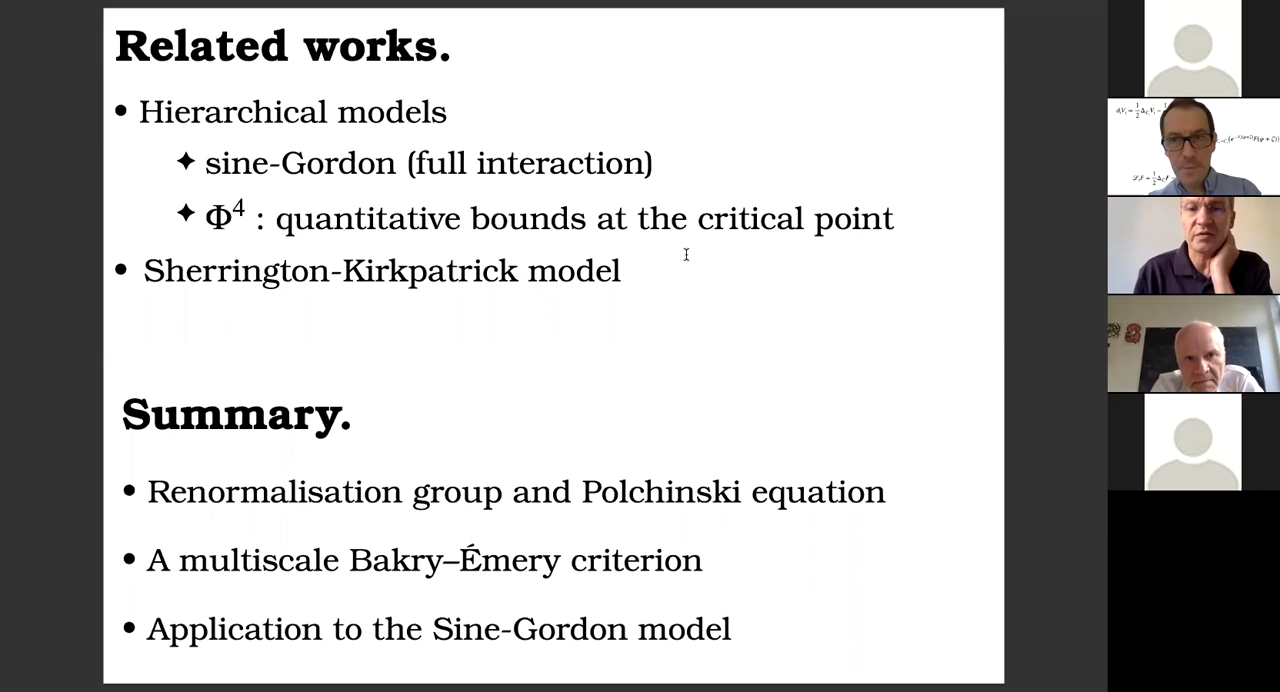 Related works.
• Hierarchical models
✦ sine-Gordon (full interaction)
✦ Φ⁴ : quantitative bounds at the critical point
• Sherrington-Kirkpatrick model
Summary.
• Renormalisation group and Polchinski equation
• A multiscale Bakry–Émery criterion
• Application to the Sine-Gordon model